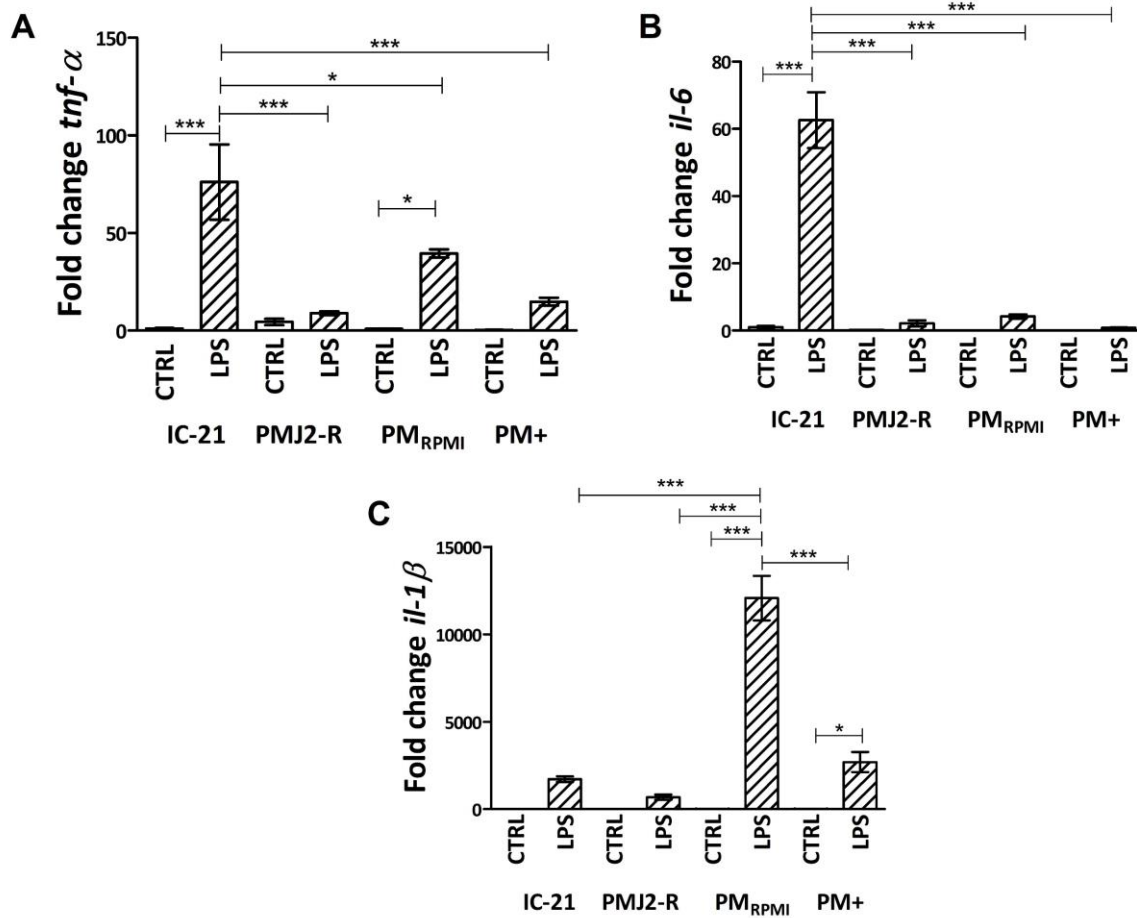 A
Fold change tnf-α
150
100
50
0
***
***
*
***
*
CTRL LPS CTRL LPS CTRL LPS CTRL LPS
IC-21 PMJ2-R PMRPMI PM+
B
Fold change il-6
80
60
40
20
0
***
***
***
***
CTRL LPS CTRL LPS CTRL LPS CTRL LPS
IC-21 PMJ2-R PMRPMI PM+
C
Fold change il-1β
15000
10000
5000
0
***
***
***
***
*
CTRL LPS CTRL LPS CTRL LPS CTRL LPS
IC-21 PMJ2-R PMRPMI PM+